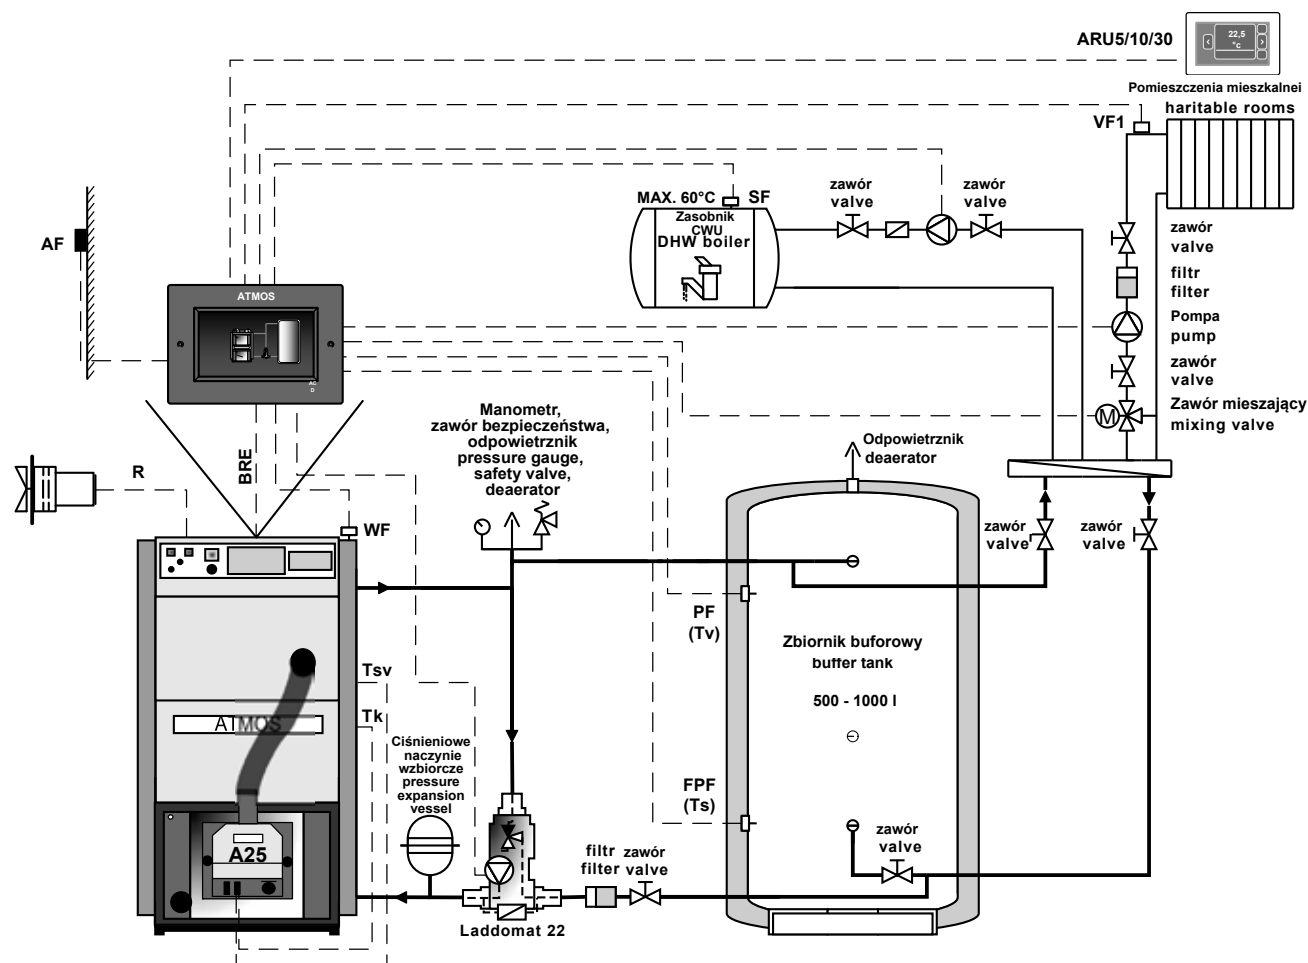 ARU5/10/30
22,5
°c
Pomieszczenia mieszkalnei
haritable rooms
VF1
MAX. 60°C
SF
Zasobnik
CWU
DHW boiler
zawór
valve
zawór
valve
zawór
valve
filtr
filter
Pompa
pump
zawór
valve
Zawór mieszający
mixing valve
M
AF
ATMOS
AC
D
R
BRE
WF
Manometr,
zawór bezpieczeństwa,
odpowietrznik
pressure gauge,
safety valve,
deaerator
Odpowietrznik
deaerator
zawór
valve
zawór
valve
PF
(Tv)
Zbiornik buforowy
buffer tank
500 - 1000 l
Tsv
Tk
ATMOS
Ciśnieniowe
naczynie
wzbiorcze
pressure
expansion
vessel
FPF
(Ts)
A25
filtr
filter
zawór
valve
zawór
valve
Laddomat 22